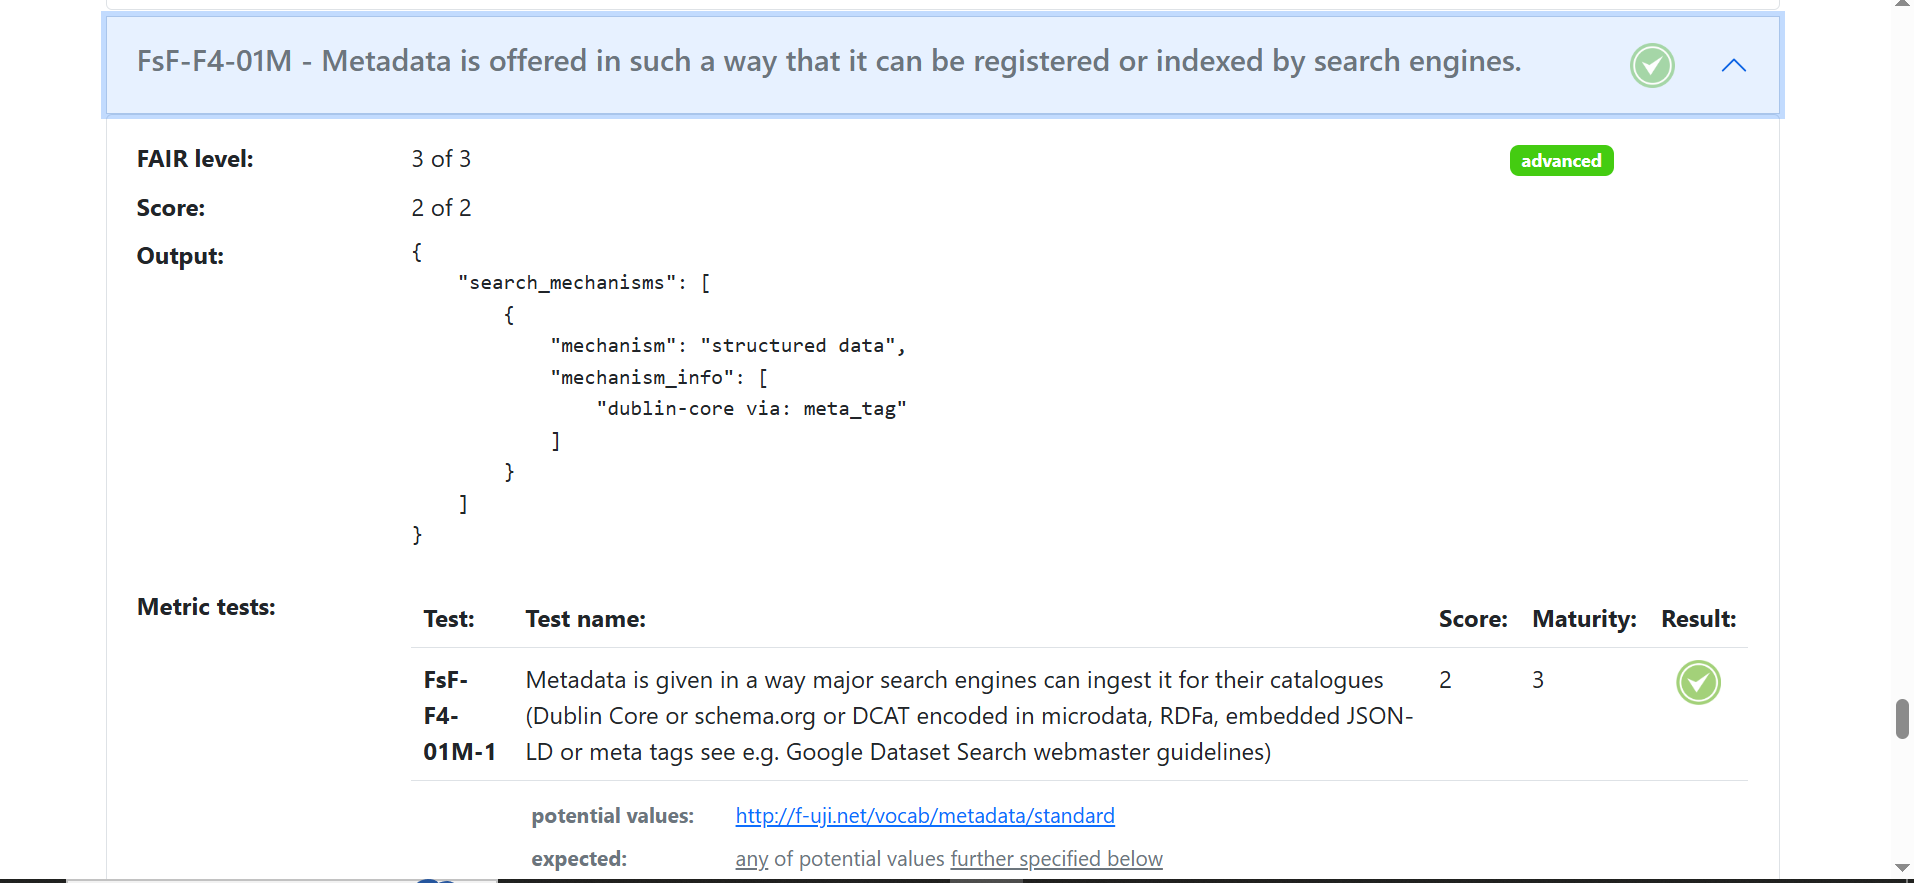 FsF-F4-01M - Metadata is offered in such a way that it can be registered or indexed by search engines.
FAIR level: 3 of 3 advanced
Score: 2 of 2
Output: {
"search_mechanisms": [
{
"mechanism": "structured data",
"mechanism_info": [
"dublin-core via: meta_tag"
]
}
]
}
Metric tests:
Test: Test name: Score: Maturity: Result:
FsF- Metadata is given in a way major search engines can ingest it for their catalogues 2 3
F4- (Dublin Core or schema.org or DCAT encoded in microdata, RDFa, embedded JSON-
01M-1 LD or meta tags see e.g. Google Dataset Search webmaster guidelines)
potential values: http://f-uji.net/vocab/metadata/standard
expected: any of potential values further specified below